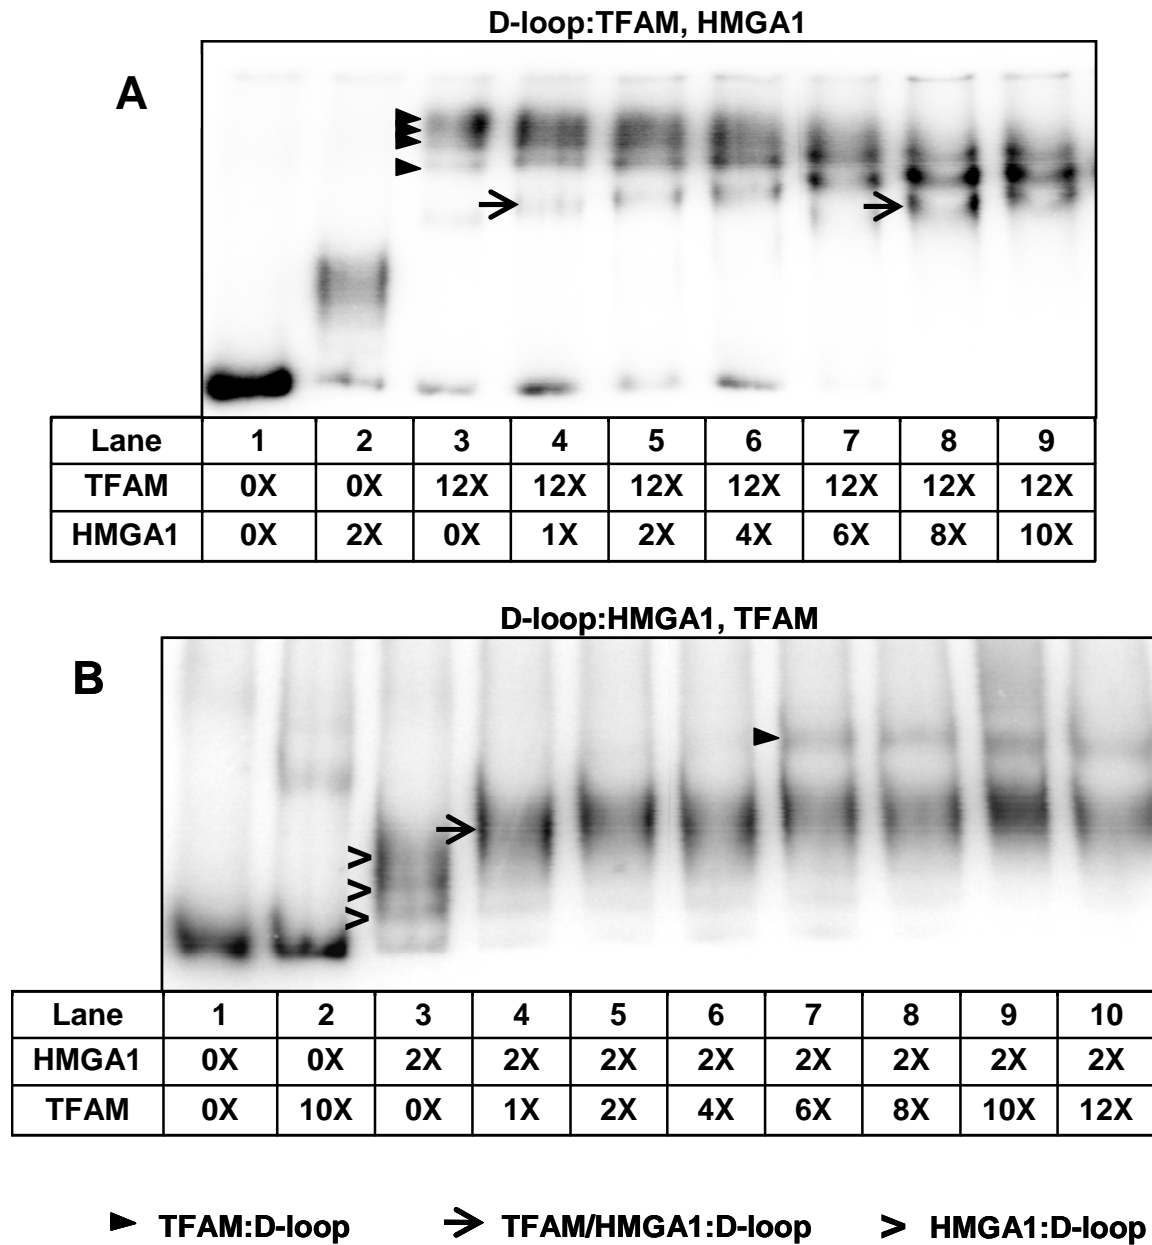 D-loop:TFAM, HMGA1
A
Lane 1 2 3 4 5 6 7 8 9
TFAM 0X 0X 12X 12X 12X 12X 12X 12X 12X
HMGA1 0X 2X 0X 1X 2X 4X 6X 8X 10X
D-loop:HMGA1, TFAM
B
Lane 1 2 3 4 5 6 7 8 9 10
HMGA1 0X 0X 2X 2X 2X 2X 2X 2X 2X 2X
TFAM 0X 10X 0X 1X 2X 4X 6X 8X 10X 12X
TFAM:D-loop TFAM/HMGA1:D-loop HMGA1:D-loop